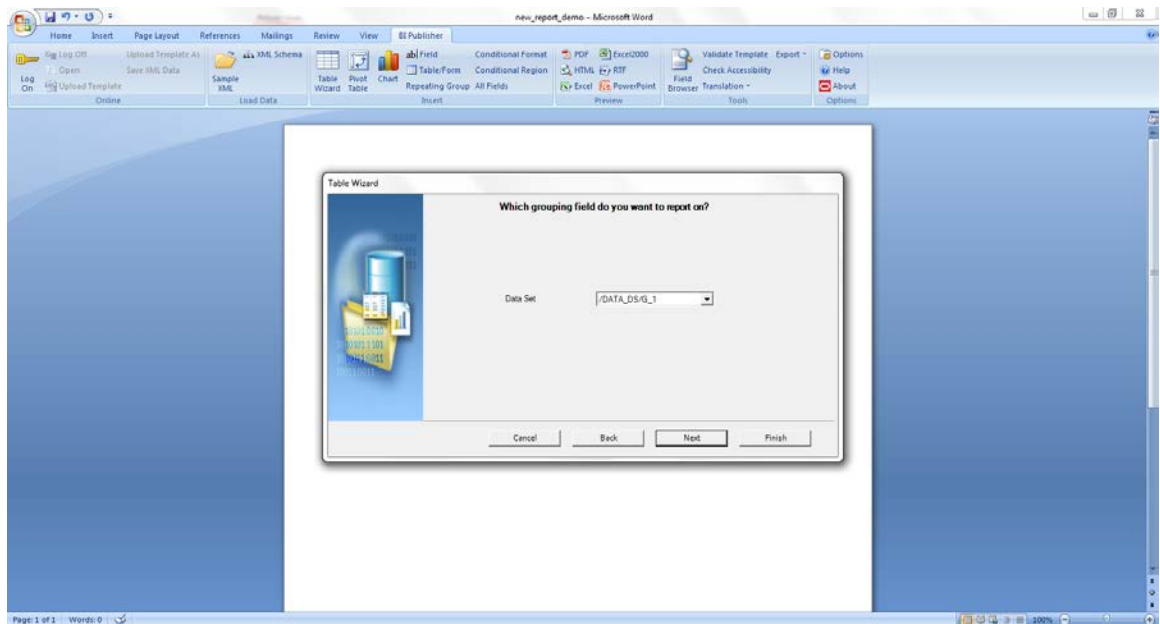 new_report_demo - Microsoft Word
Home Insert Page Layout References Mailings Review View BI Publisher
Log On
Log Off
Open
Upload Template
Upload Template As
Save XML Data
Online
Sample XML
XML Schema
Load Data
Table Wizard
Pivot Table
Chart
Field
Table/Form
Repeating Group
Conditional Format
Conditional Region
All Fields
Insert
PDF Excel2000
HTML RTF
Excel PowerPoint
Preview
Field Browser
Validate Template Export
Check Accessibility
Translation
Tools
Options
Help
About
Options
Table Wizard
Which grouping field do you want to report on?
Data Set /DATA_DS/G_1
Cancel Back Next Finish
Page: 1 of 1 Words: 0 100%